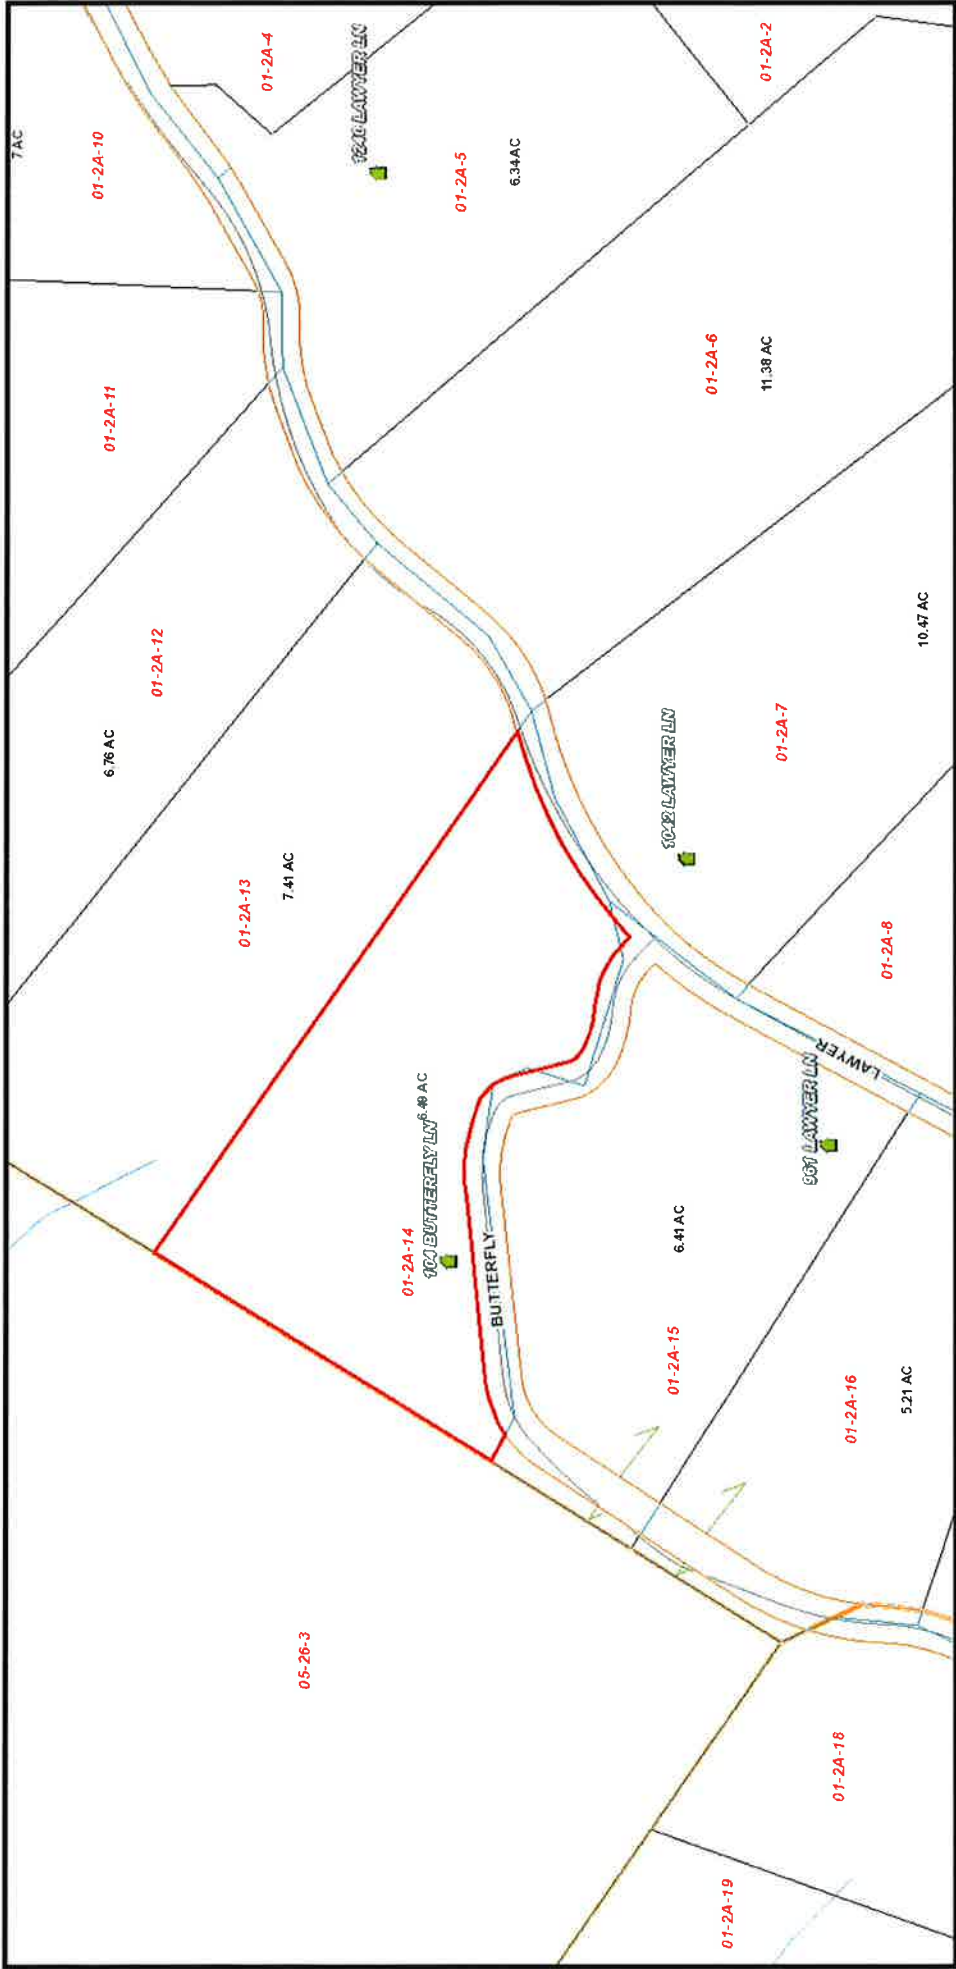 7 AC
01-2A-10
01-2A-4
1240 LAWYER LN
01-2A-2
01-2A-5
6.34 AC
01-2A-11
01-2A-6
11.38 AC
01-2A-12
6.76 AC
10.47 AC
01-2A-7
1042 LAWYER LN
01-2A-13
7.41 AC
01-2A-8
LAWYER
961 LAWYER LN
01-2A-14
104 BUTTERFLY LN
6.49 AC
BUTTERFLY
6.41 AC
01-2A-15
01-2A-16
5.21 AC
05-26-3
01-2A-18
01-2A-19